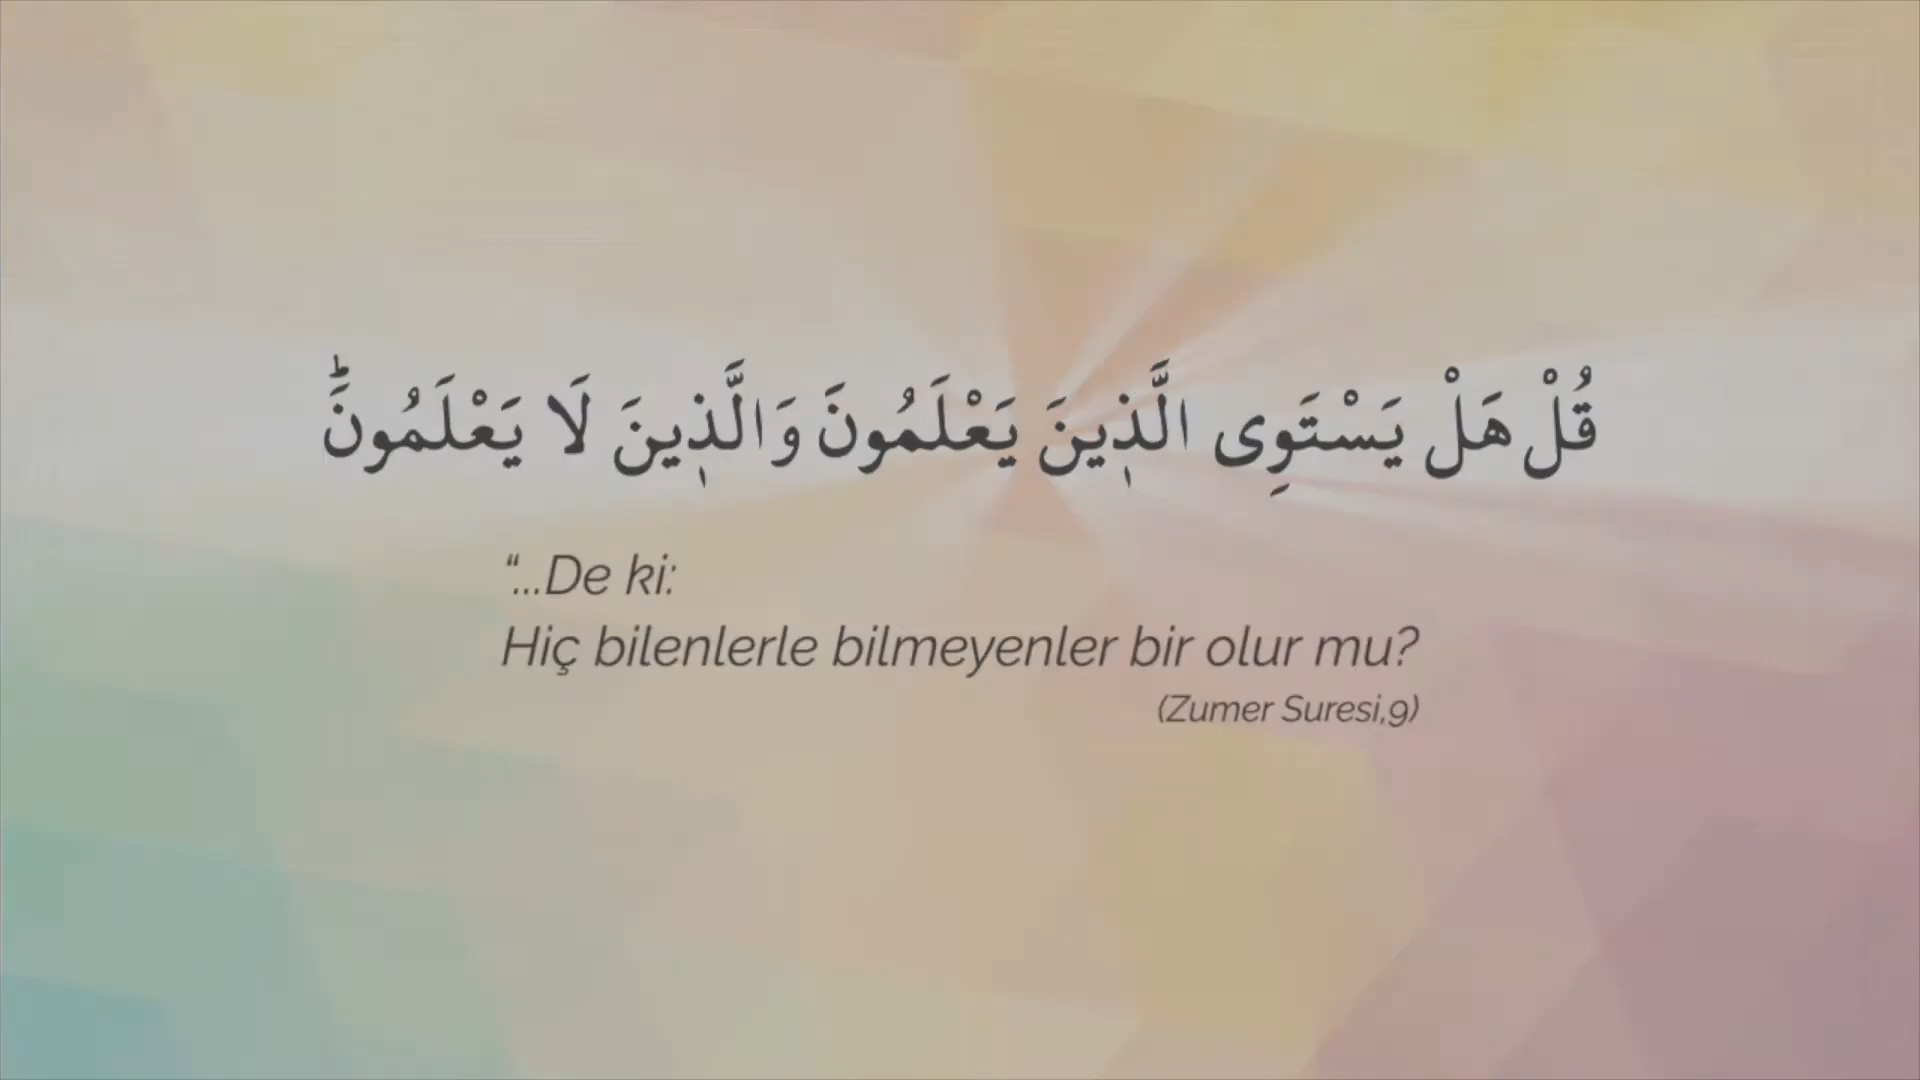 قُلْ هَلْ يَسْتَوِى الَّذ۪ينَ يَعْلَمُونَ وَالَّذ۪ينَ لَا يَعْلَمُونَۜ
“...De ki:
Hiç bilenlerle bilmeyenler bir olur mu?
(Zumer Suresi,9)